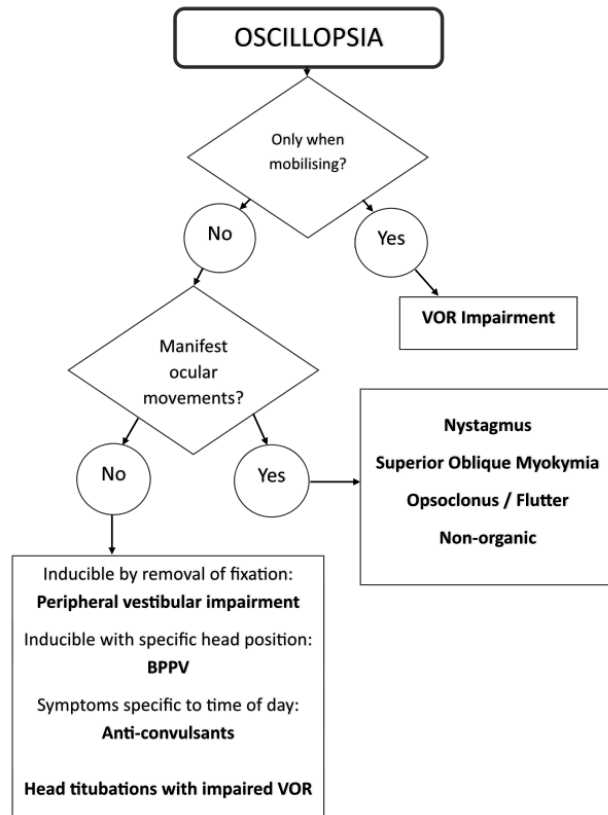 OSCILLOPSIA
Only when
mobilising?
No
Yes
VOR Impairment
Manifest
ocular
movements?
No
Yes
Nystagmus
Superior Oblique Myokymia
Opsoclonus / Flutter
Non-organic
Inducible by removal of fixation:
Peripheral vestibular impairment
Inducible with specific head position:
BPPV
Symptoms specific to time of day:
Anti-convulsants
Head titubations with impaired VOR